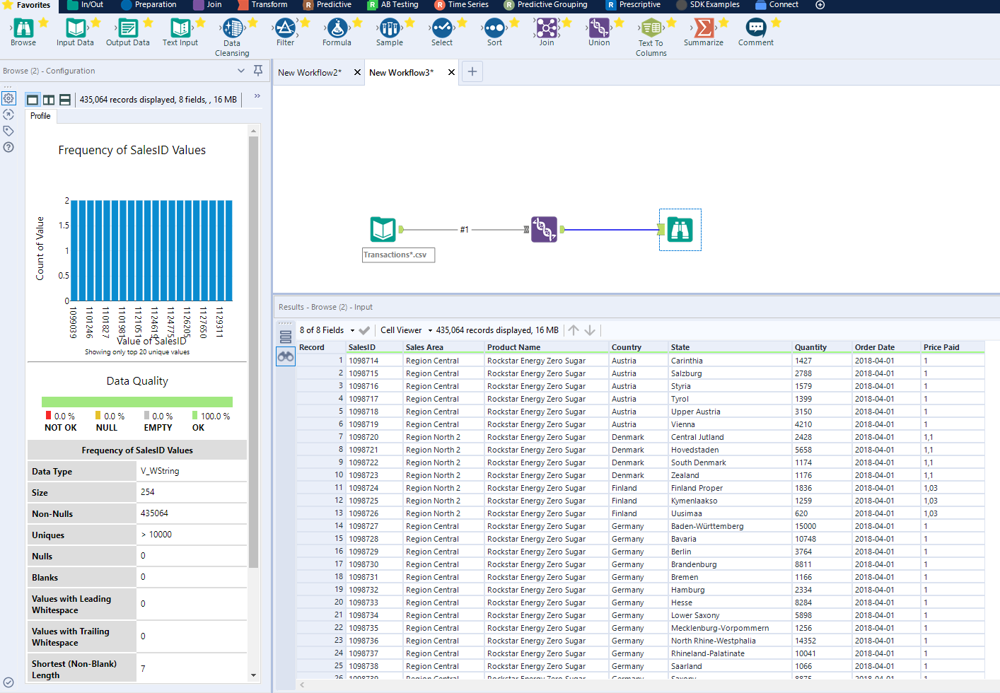 Favorites In/Out Preparation Join Transform Predictive AB Testing Time Series Predictive Grouping Prescriptive SDK Examples Connect
Browse Input Data Output Data Text Input Data Cleansing Filter Formula Sample Select Sort Join Union Text To Columns Summarize Comment
Browse (2) - Configuration
435,064 records displayed, 8 fields, , 16 MB
Profile
Frequency of SalesID Values
Count of Value
2
1.5
1
0.5
0
1099039 1101246 1101827 1101981 1121051 1124619 1124775 1126205 1127650 1129311
Value of SalesID
Showing only top 20 unique values
Data Quality
0.0 % 0.0 % 0.0 % 100.0 %
NOT OK NULL EMPTY OK
Frequency of SalesID Values
Data Type V_WString
Size 254
Non-Nulls 435064
Uniques > 10000
Nulls 0
Blanks 0
Values with Leading Whitespace 0
Values with Trailing Whitespace 0
Shortest (Non-Blank) Length 7
New Workflow2* New Workflow3*
#1
Transactions*.csv
Results - Browse (2) - Input
8 of 8 Fields Cell Viewer 435,064 records displayed, 16 MB
Record SalesID Sales Area Product Name Country State Quantity Order Date Price Paid
1 1098714 Region Central Rockstar Energy Zero Sugar Austria Carinthia 1427 2018-04-01 1
2 1098715 Region Central Rockstar Energy Zero Sugar Austria Salzburg 2788 2018-04-01 1
3 1098716 Region Central Rockstar Energy Zero Sugar Austria Styria 1579 2018-04-01 1
4 1098717 Region Central Rockstar Energy Zero Sugar Austria Tyrol 1399 2018-04-01 1
5 1098718 Region Central Rockstar Energy Zero Sugar Austria Upper Austria 3150 2018-04-01 1
6 1098719 Region Central Rockstar Energy Zero Sugar Austria Vienna 4210 2018-04-01 1
7 1098720 Region North 2 Rockstar Energy Zero Sugar Denmark Central Jutland 2428 2018-04-01 1,1
8 1098721 Region North 2 Rockstar Energy Zero Sugar Denmark Hovedstaden 5658 2018-04-01 1,1
9 1098722 Region North 2 Rockstar Energy Zero Sugar Denmark South Denmark 1174 2018-04-01 1,1
10 1098723 Region North 2 Rockstar Energy Zero Sugar Denmark Zealand 1176 2018-04-01 1,1
11 1098724 Region North 2 Rockstar Energy Zero Sugar Finland Finland Proper 1836 2018-04-01 1,03
12 1098725 Region North 2 Rockstar Energy Zero Sugar Finland Kymenlaakso 1259 2018-04-01 1,03
13 1098726 Region North 2 Rockstar Energy Zero Sugar Finland Uusimaa 620 2018-04-01 1,03
14 1098727 Region Central Rockstar Energy Zero Sugar Germany Baden-Württemberg 15000 2018-04-01 1
15 1098728 Region Central Rockstar Energy Zero Sugar Germany Bavaria 10748 2018-04-01 1
16 1098729 Region Central Rockstar Energy Zero Sugar Germany Berlin 3764 2018-04-01 1
17 1098730 Region Central Rockstar Energy Zero Sugar Germany Brandenburg 8811 2018-04-01 1
18 1098731 Region Central Rockstar Energy Zero Sugar Germany Bremen 1166 2018-04-01 1
19 1098732 Region Central Rockstar Energy Zero Sugar Germany Hamburg 2334 2018-04-01 1
20 1098733 Region Central Rockstar Energy Zero Sugar Germany Hesse 8284 2018-04-01 1
21 1098734 Region Central Rockstar Energy Zero Sugar Germany Lower Saxony 5898 2018-04-01 1
22 1098735 Region Central Rockstar Energy Zero Sugar Germany Mecklenburg-Vorpommern 1256 2018-04-01 1
23 1098736 Region Central Rockstar Energy Zero Sugar Germany North Rhine-Westphalia 14352 2018-04-01 1
24 1098737 Region Central Rockstar Energy Zero Sugar Germany Rhineland-Palatinate 10041 2018-04-01 1
25 1098738 Region Central Rockstar Energy Zero Sugar Germany Saarland 1066 2018-04-01 1
26 1098739 Region Central Rockstar Energy Zero Sugar Germany Saxony 8875 2018-04-01 1